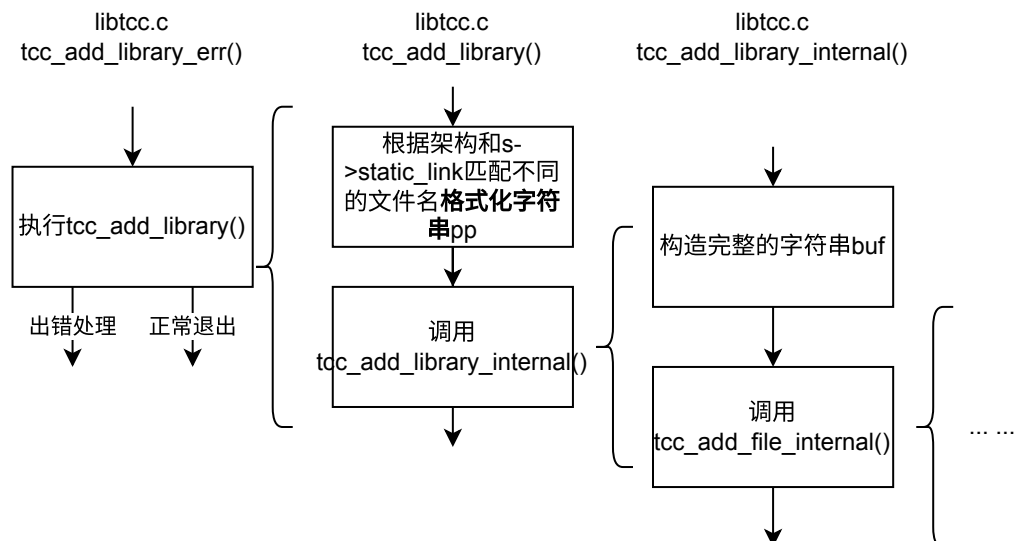 libtcc.c
tcc_add_library_err()
执行tcc_add_library()
出错处理
正常退出
libtcc.c
tcc_add_library()
根据架构和s-
>static_link匹配不同
的文件名格式化字符
串pp
调用
tcc_add_library_internal()
libtcc.c
tcc_add_library_internal()
构造完整的字符串buf
调用
tcc_add_file_internal()
... ...